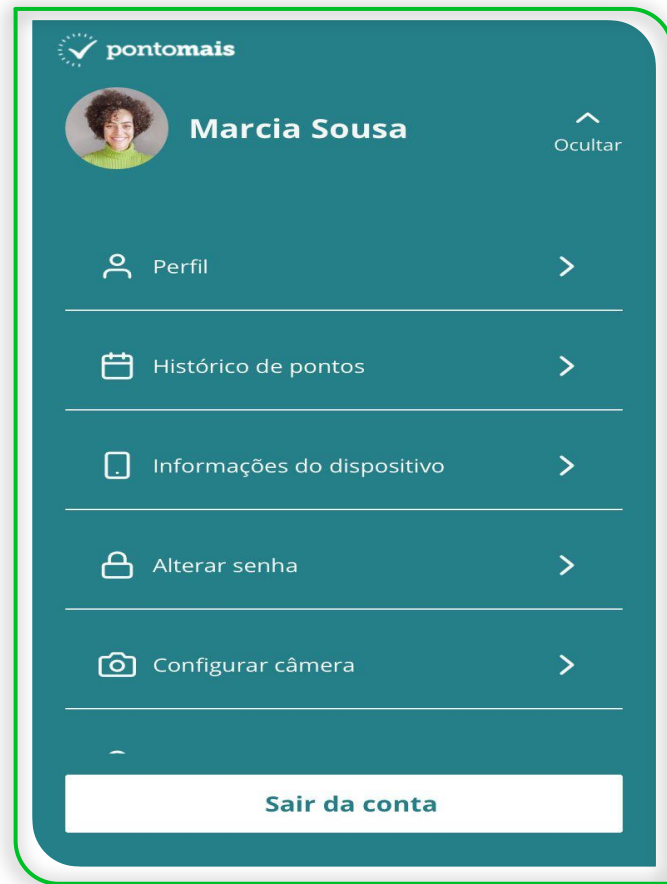 pontomais
Marcia Sousa
Ocultar
Perfil
Histórico de pontos
Informações do dispositivo
Alterar senha
Configurar câmera
Sair da conta